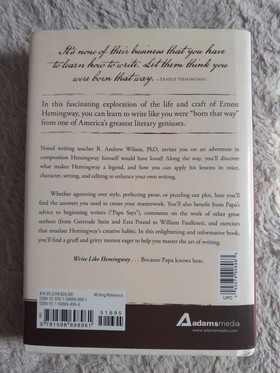 It's none of their business that you have
to learn how to write. Let them think you
were born that way. —ERNEST HEMINGWAY
In this fascinating exploration of the life and craft of Ernest
Hemingway, you can learn to write like you were "born that way"
from one of America's greatest literary geniuses.
Noted writing teacher R. Andrew Wilson, PhD, invites you on an adventure in
composition Hemingway himself would have loved! Along the way, you'll discover
what makes Hemingway a legend, and how you can apply his lessons in voice,
character, setting, and editing to enhance your own writing.
Whether agonizing over style, perfecting prose, or puzzling out plot, here you'll
find the answers you need to create your masterwork. You'll also benefit from Papa's
advice to beginning writers ("Papa Says"), comments on the work of other great
authors (from Gertrude Stein and Ezra Pound to William Faulkner), and exercises
that emulate Hemingway's creative habits. In this enlightening and informative book,
you'll find a gruff and gritty mentor eager to help you master the art of writing.
Write Like Hemingway . . . Because Papa knows best.
Writing/Reference
51895
UPC
adamsmedia
www.adamsmedia.com